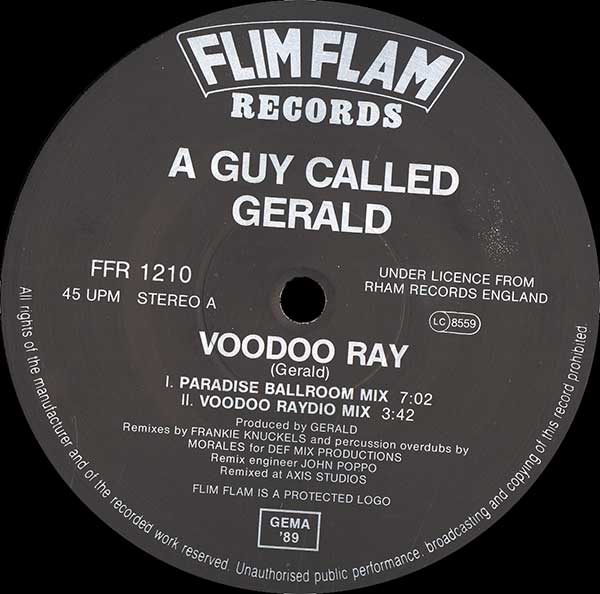 FLIM FLAM
RECORDS
A GUY CALLED
GERALD
FFR 1210
45 UPM STEREO A
UNDER LICENCE FROM
RHAM RECORDS ENGLAND
LC 8559
VOODOO RAY
(Gerald)
I. PARADISE BALLROOM MIX 7:02
II. VOODOO RAYDIO MIX 3:42
Produced by GERALD
Remixes by FRANKIE KNUCKELS and percussion overdubs by
MORALES for DEF MIX PRODUCTIONS
Remix engineer JOHN POPPO
Remixed at AXIS STUDIOS
FLIM FLAM IS A PROTECTED LOGO
GEMA
'89
All rights of the manufacturer and of the recorded work reserved. Unauthorised public performance, broadcasting and copying of this record prohibited.